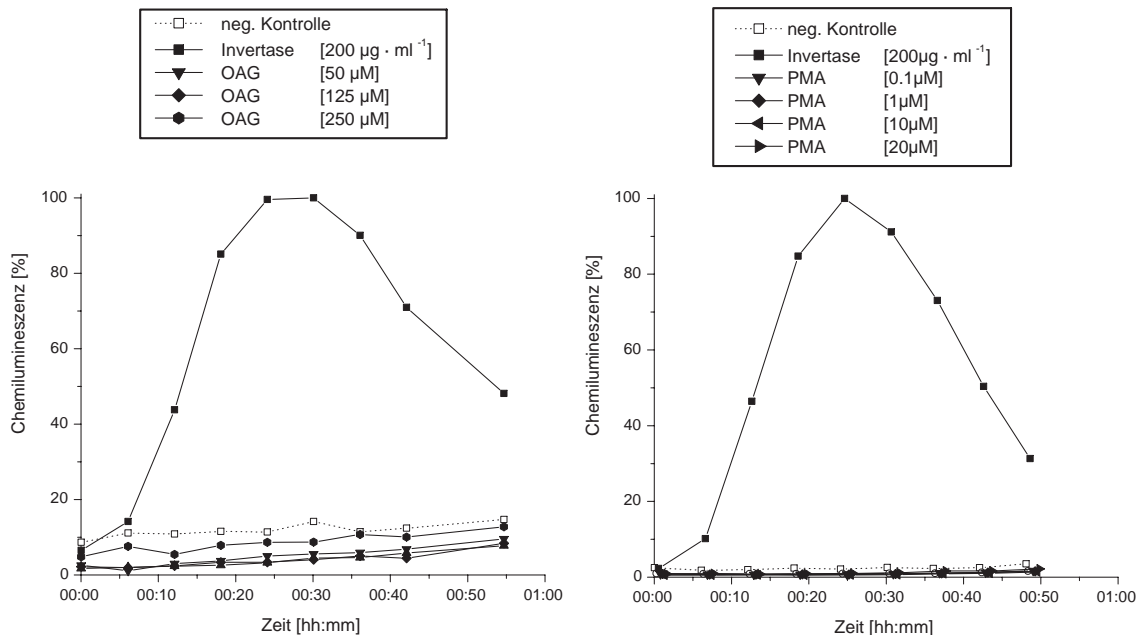 neg. Kontrolle
Invertase [200 µg · ml -1]
OAG [50 µM]
OAG [125 µM]
OAG [250 µM]
100
80
60
40
20
0
Chemilumineszenz [%]
00:00 00:10 00:20 00:30 00:40 00:50 01:00
Zeit [hh:mm]
neg. Kontrolle
Invertase [200µg · ml -1]
PMA [0.1µM]
PMA [1µM]
PMA [10µM]
PMA [20µM]
100
80
60
40
20
0
Chemilumineszenz [%]
00:00 00:10 00:20 00:30 00:40 00:50 01:00
Zeit [hh:mm]